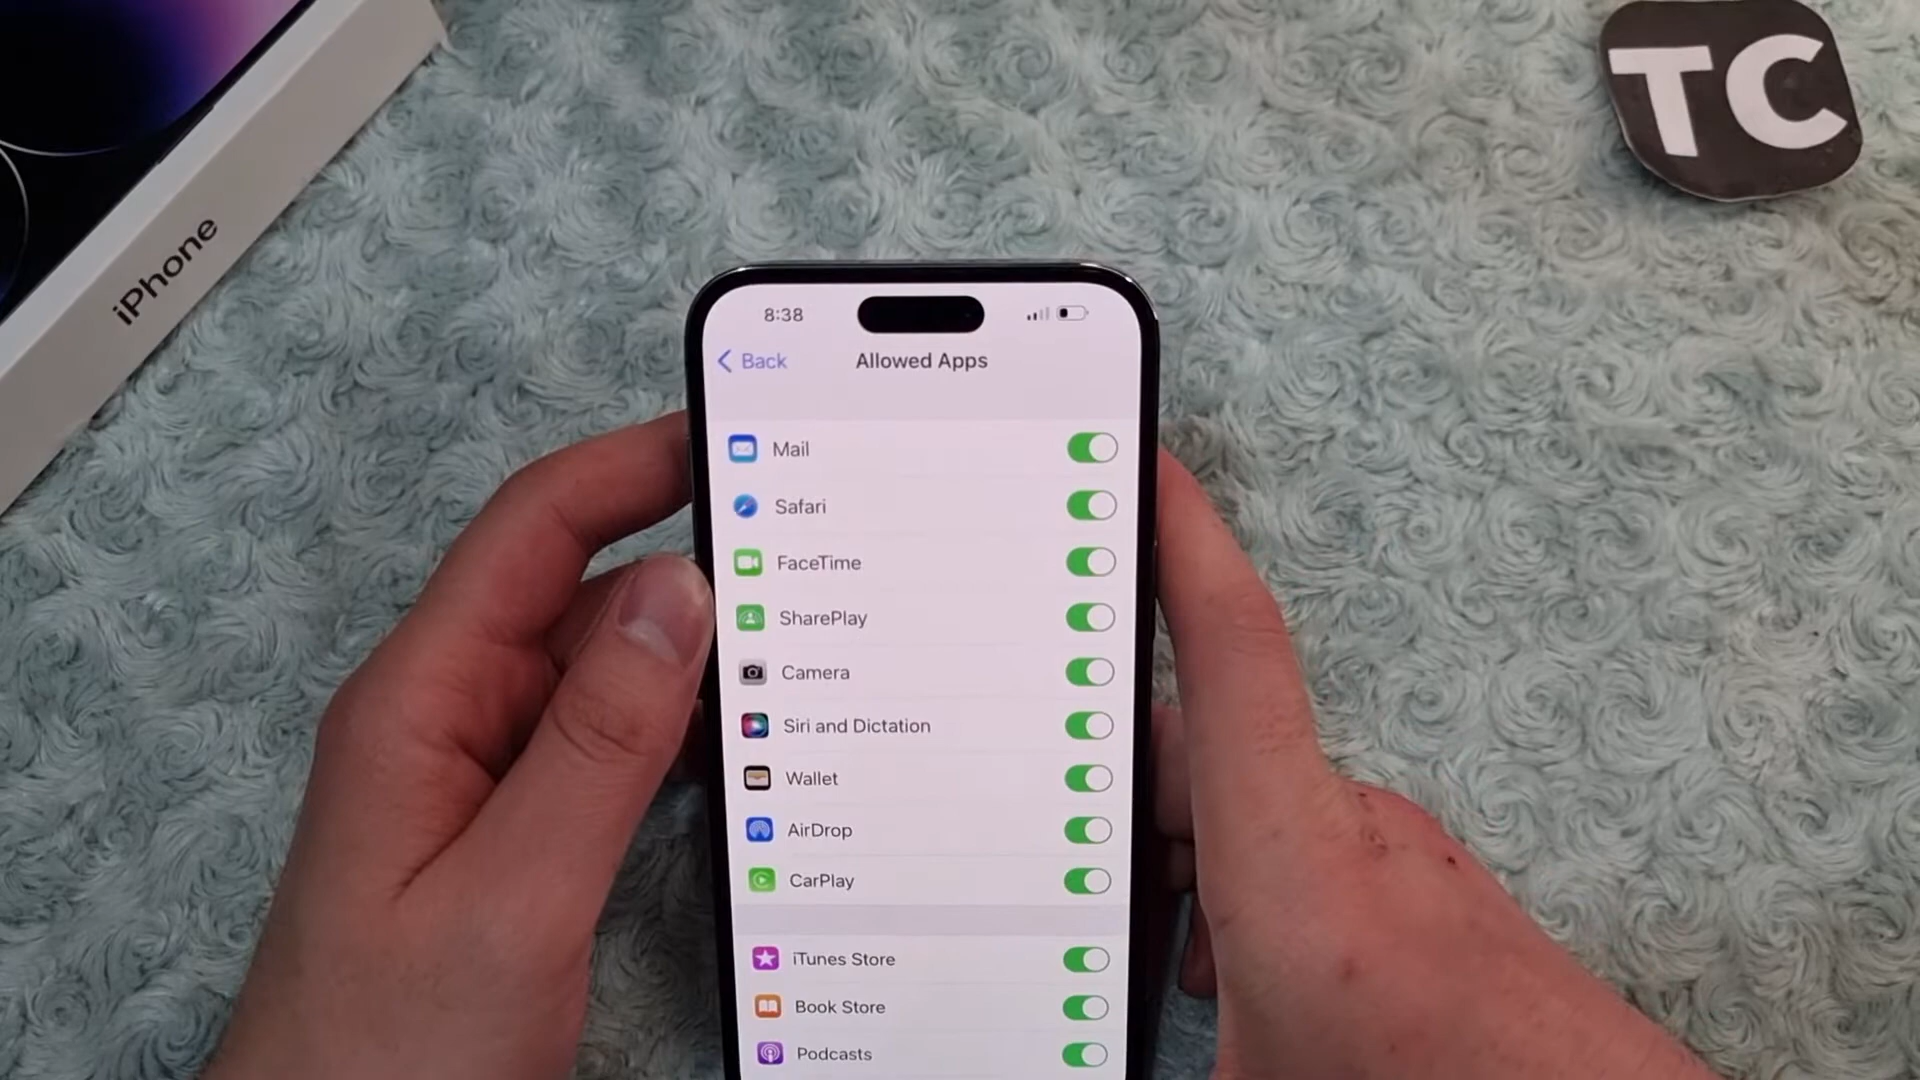 TC
iPhone
8:38
Back
Allowed Apps
Mail
Safari
FaceTime
SharePlay
Camera
Siri and Dictation
Wallet
AirDrop
CarPlay
iTunes Store
Book Store
Podcasts